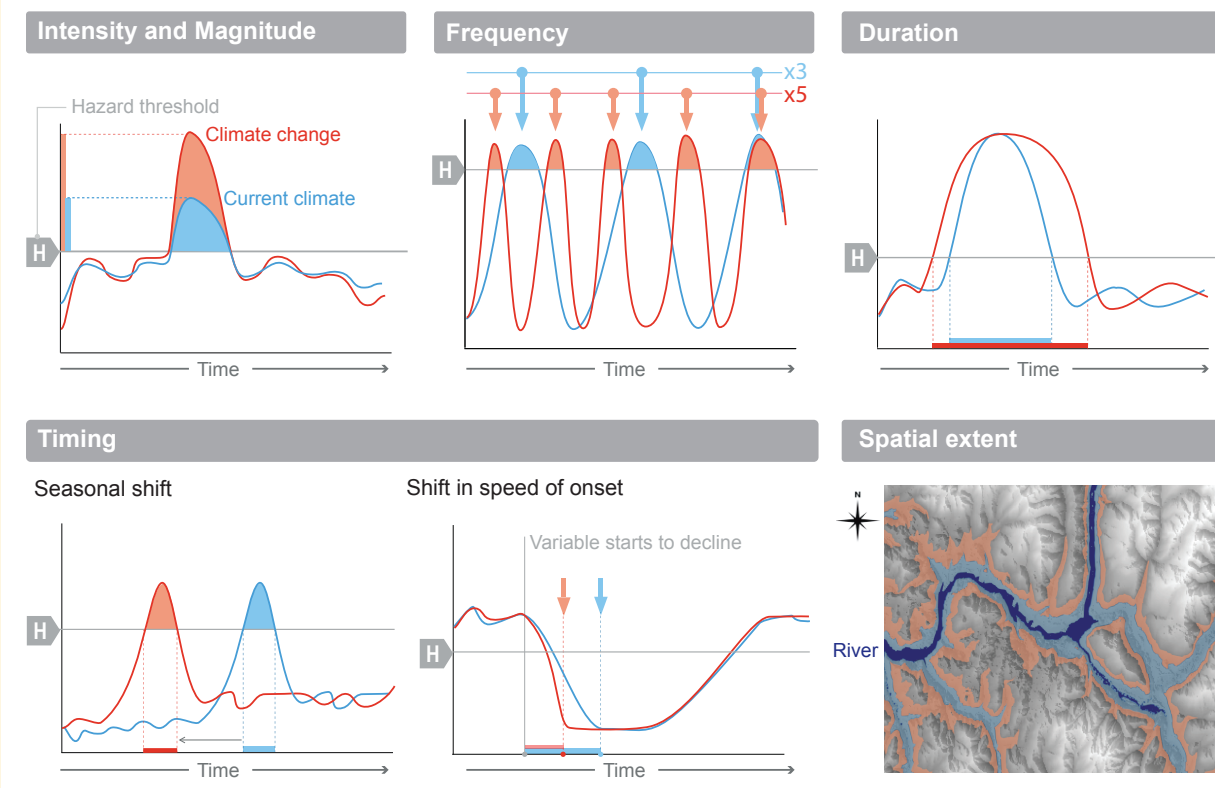 Intensity and Magnitude
Hazard threshold
Climate change
Current climate
H
Time
Frequency
x3
x5
H
Time
Duration
H
Time
Timing
Seasonal shift
H
Time
Shift in speed of onset
Variable starts to decline
H
Time
Spatial extent
N
River